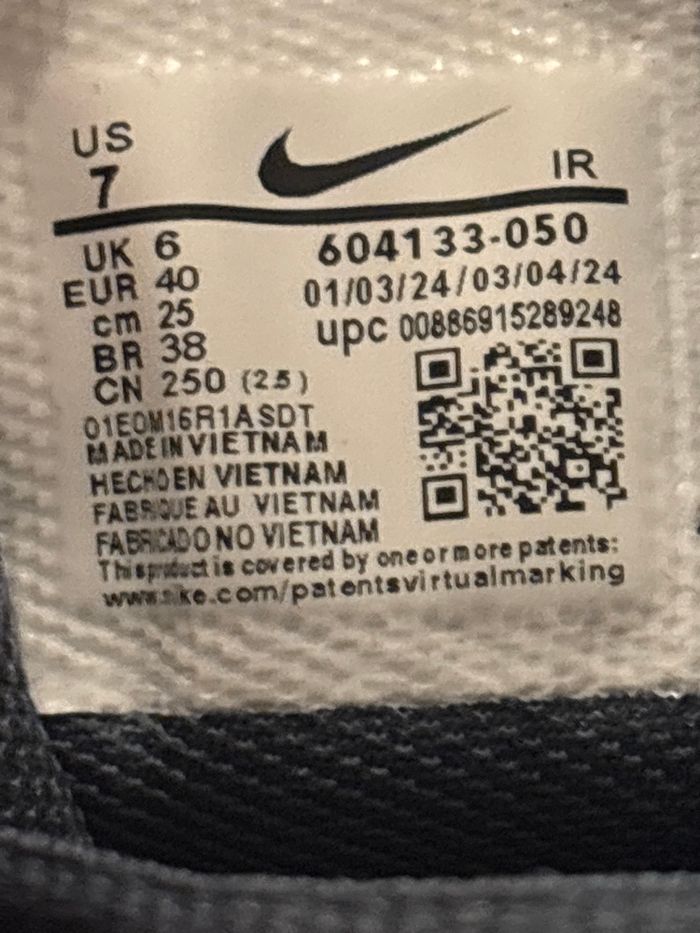 US
7
IR
UK 6
EUR 40
cm 25
BR 38
CN 250 (25)
604133-050
01/03/24/03/04/24
upc 00886915289248
01EOM16R1ASDT
MADE IN VIETNAM
HECHO EN VIETNAM
FABRIQUE AU VIETNAM
FABRICADO NO VIETNAM
This product is covered by one or more patents:
www.nike.com/patentsvirtualmarking